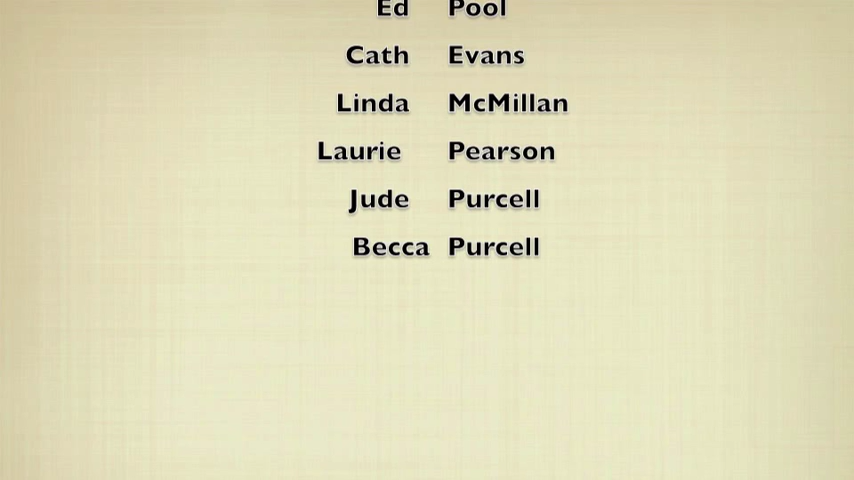 Ed Pool
Cath Evans
Linda McMillan
Laurie Pearson
Jude Purcell
Becca Purcell